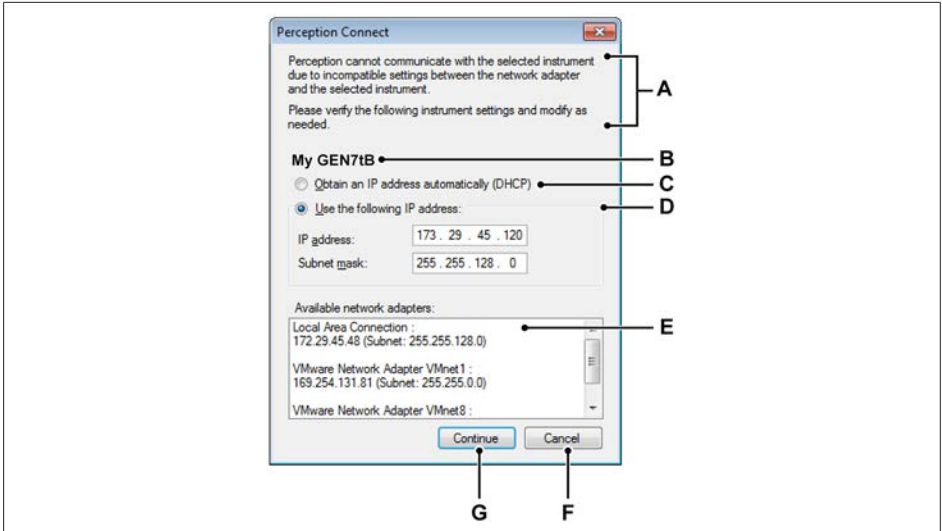 Perception Connect
Perception cannot communicate with the selected instrument
due to incompatible settings between the network adapter
and the selected instrument.
Please verify the following instrument settings and modify as
needed.
A
My GEN7tB
B
Obtain an IP address automatically (DHCP)
C
Use the following IP address:
D
IP address:
173 . 29 . 45 . 120
Subnet mask:
255 . 255 . 128 . 0
Available network adapters:
Local Area Connection :
172.29.45.48 (Subnet: 255.255.128.0)
E
VMware Network Adapter VMnet1 :
169.254.131.81 (Subnet: 255.255.0.0)
VMware Network Adapter VMnet8 :
Continue
Cancel
G
F